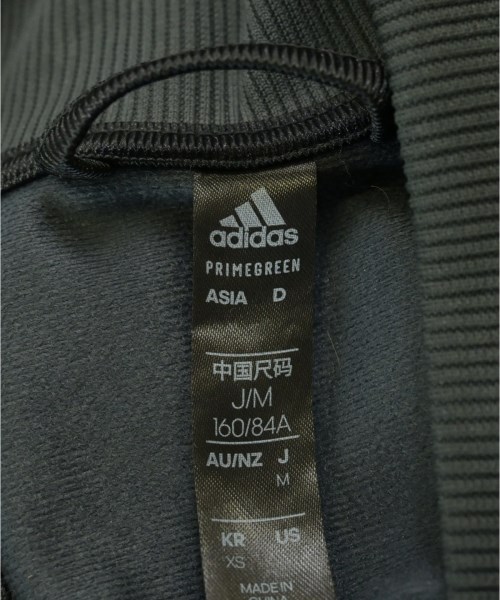 adidas
PRIMEGREEN
ASIA D
中国尺码
J/M
160/84A
AU/NZ J
M
KR US
XS
MADE IN
CHINA